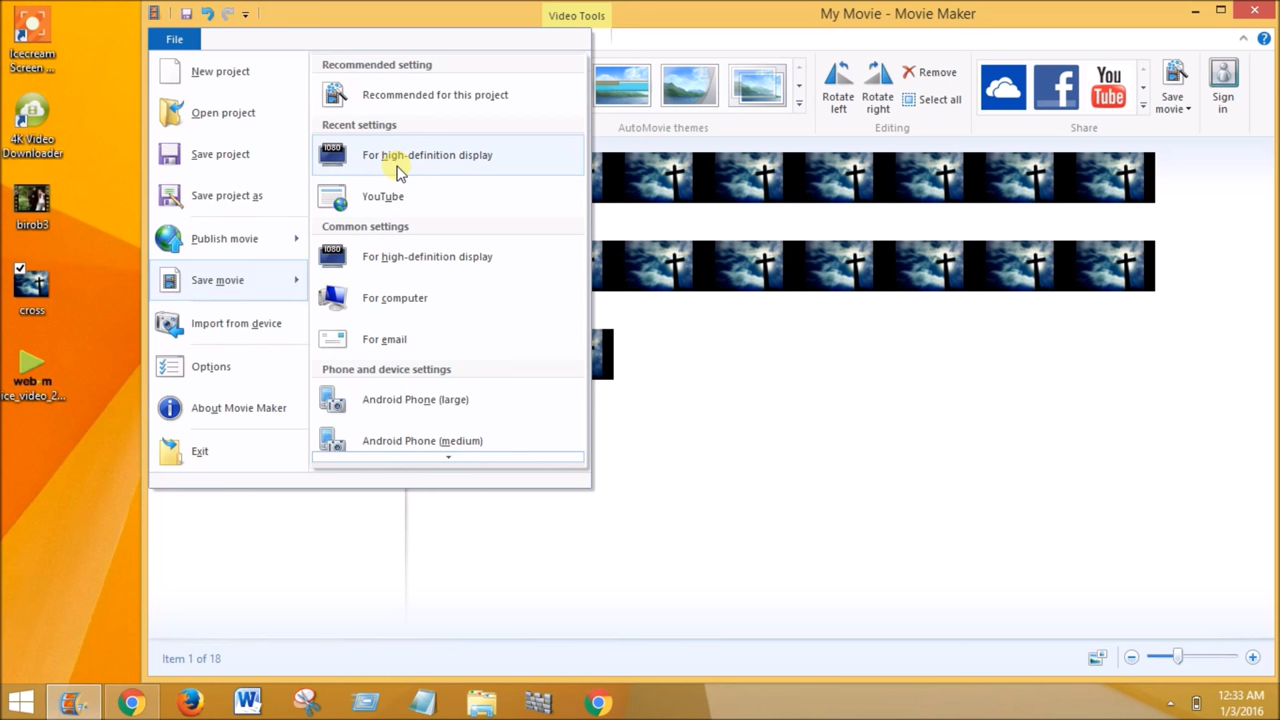 Icecream
Screen ...
4K Video
Downloader
birob3
cross
web m
ice_video_2...
Video Tools
My Movie - Movie Maker
File
New project
Open project
Save project
Save project as
Publish movie
Save movie
Import from device
Options
About Movie Maker
Exit
Recommended setting
Recommended for this project
Recent settings
1080
For high-definition display
YouTube
Common settings
1080
For high-definition display
For computer
For email
Phone and device settings
Android Phone (large)
Android Phone (medium)
AutoMovie themes
Rotate
left
Rotate
right
Remove
Select all
Editing
You
Tube
Share
Save
movie
Sign
in
Item 1 of 18
12:33 AM
1/3/2016